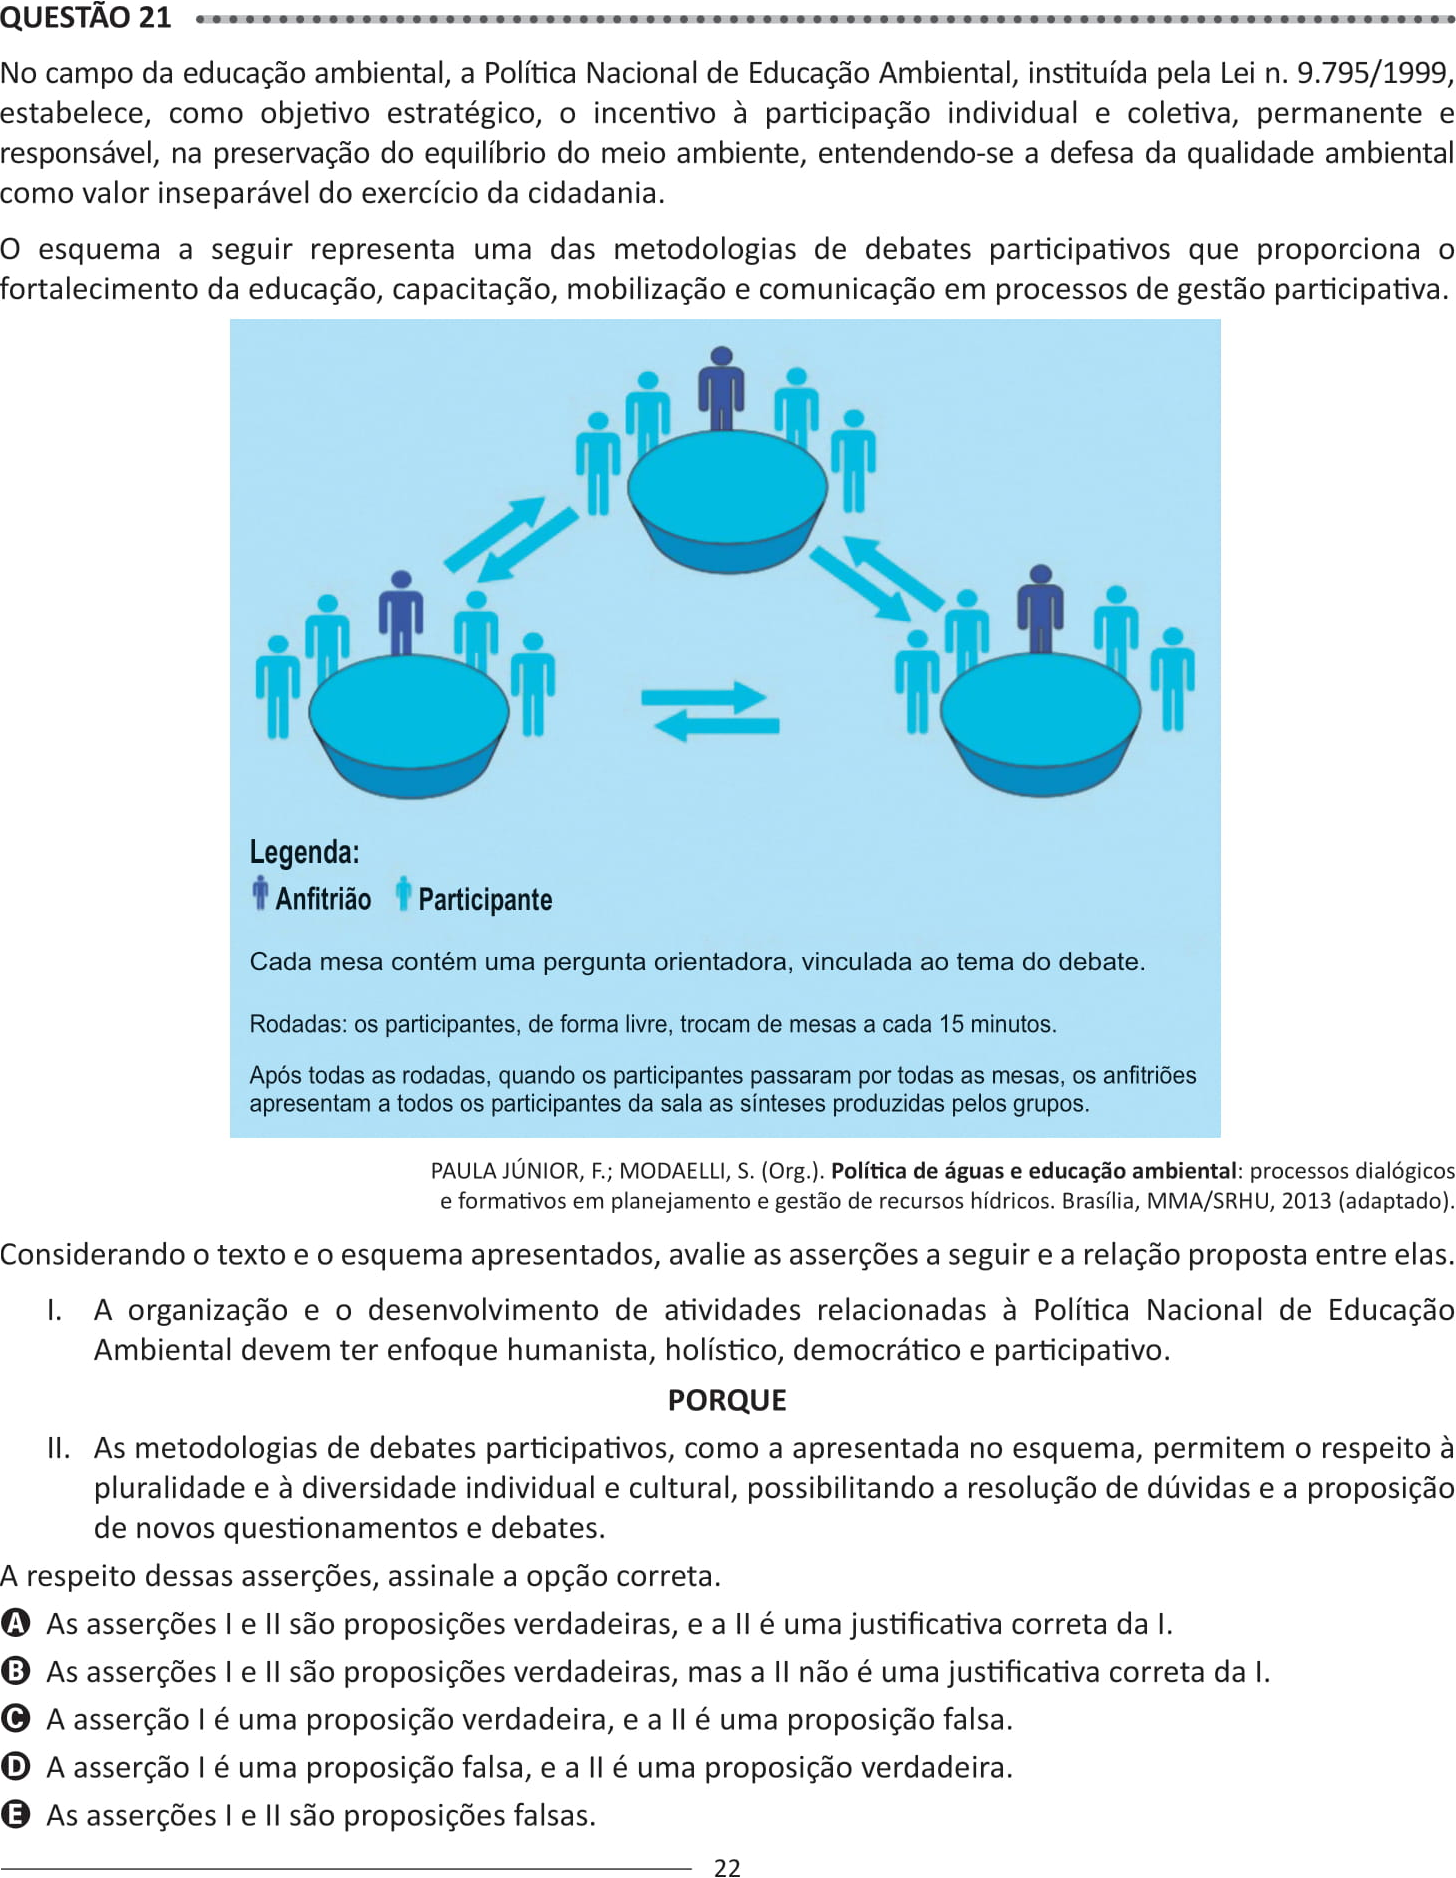 QUESTÃO 21
No campo da educação ambiental, a Política Nacional de Educação Ambiental, instituída pela Lei n. 9.795/1999,
estabelece, como objetivo estratégico, o incentivo à participação individual e coletiva, permanente e
responsável, na preservação do equilíbrio do meio ambiente, entendendo-se a defesa da qualidade ambiental
como valor inseparável do exercício da cidadania.
O esquema a seguir representa uma das metodologias de debates participativos que proporciona o
fortalecimento da educação, capacitação, mobilização e comunicação em processos de gestão participativa.
Legenda:
Anfitrião Participante
Cada mesa contém uma pergunta orientadora, vinculada ao tema do debate.
Rodadas: os participantes, de forma livre, trocam de mesas a cada 15 minutos.
Após todas as rodadas, quando os participantes passaram por todas as mesas, os anfitriões
apresentam a todos os participantes da sala as sínteses produzidas pelos grupos.
PAULA JÚNIOR, F.; MODAELLI, S. (Org.). Política de águas e educação ambiental: processos dialógicos
e formativos em planejamento e gestão de recursos hídricos. Brasília, MMA/SRHU, 2013 (adaptado).
Considerando o texto e o esquema apresentados, avalie as asserções a seguir e a relação proposta entre elas.
I. A organização e o desenvolvimento de atividades relacionadas à Política Nacional de Educação
Ambiental devem ter enfoque humanista, holístico, democrático e participativo.
PORQUE
II. As metodologias de debates participativos, como a apresentada no esquema, permitem o respeito à
pluralidade e à diversidade individual e cultural, possibilitando a resolução de dúvidas e a proposição
de novos questionamentos e debates.
A respeito dessas asserções, assinale a opção correta.
A As asserções I e II são proposições verdadeiras, e a II é uma justificativa correta da I.
B As asserções I e II são proposições verdadeiras, mas a II não é uma justificativa correta da I.
C A asserção I é uma proposição verdadeira, e a II é uma proposição falsa.
D A asserção I é uma proposição falsa, e a II é uma proposição verdadeira.
E As asserções I e II são proposições falsas.
22